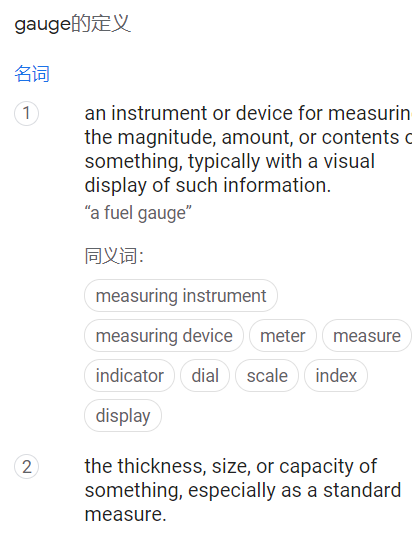 gauge的定义
名词
1
an instrument or device for measuring
the magnitude, amount, or contents o
something, typically with a visual
display of such information.
“a fuel gauge”
同义词：
measuring instrument
measuring device meter measure
indicator dial scale index
display
2
the thickness, size, or capacity of
something, especially as a standard
measure.